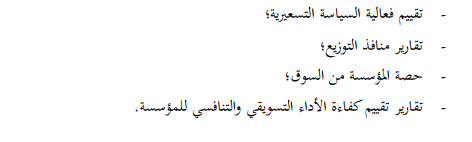 - تقييم فعالية السياسة التسعيرية؛
- تقارير منافذ التوزيع؛
- حصة المؤسسة من السوق؛
- تقارير تقييم كفاءة الأداء التسويقي والتنافسي للمؤسسة.